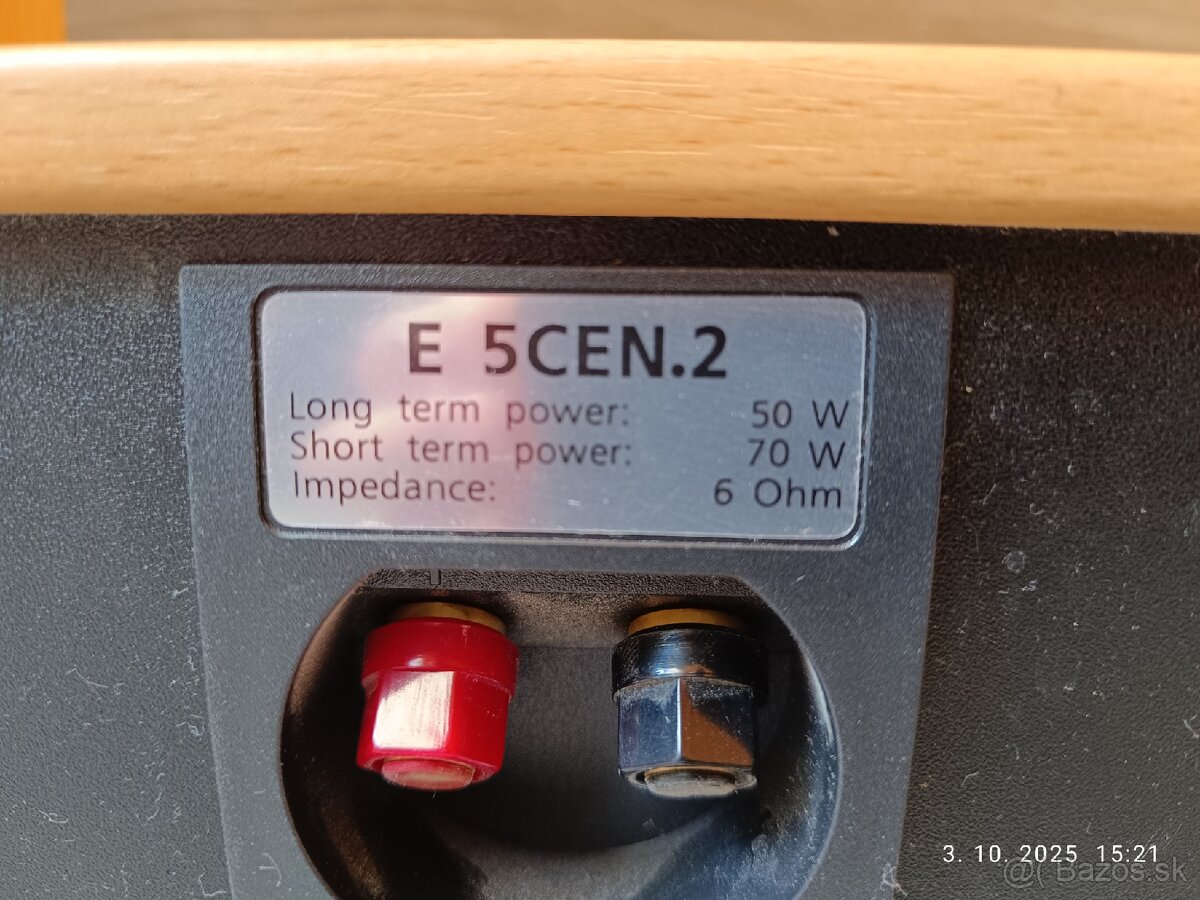 E 5CEN.2
Long term power: 50 W
Short term power: 70 W
Impedance: 6 Ohm
3. 10. 2025 15:21
Bazos.sk